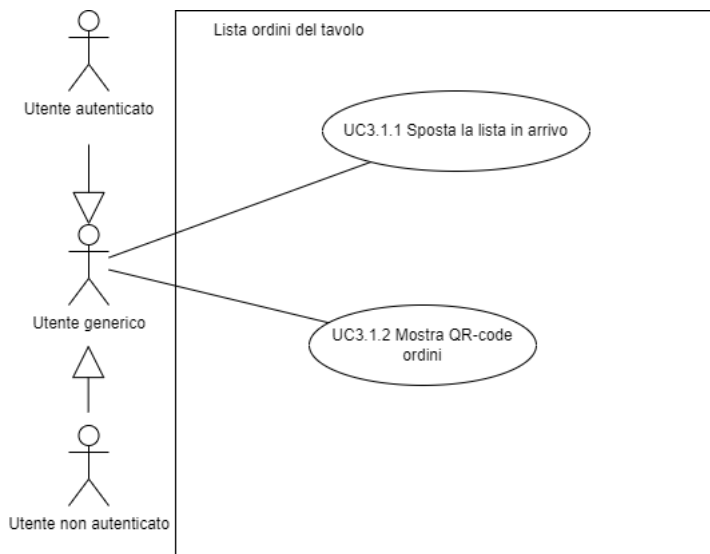 Lista ordini del tavolo
Utente autenticato
UC3.1.1 Sposta la lista in arrivo
Utente generico
UC3.1.2 Mostra QR-code
ordini
Utente non autenticato